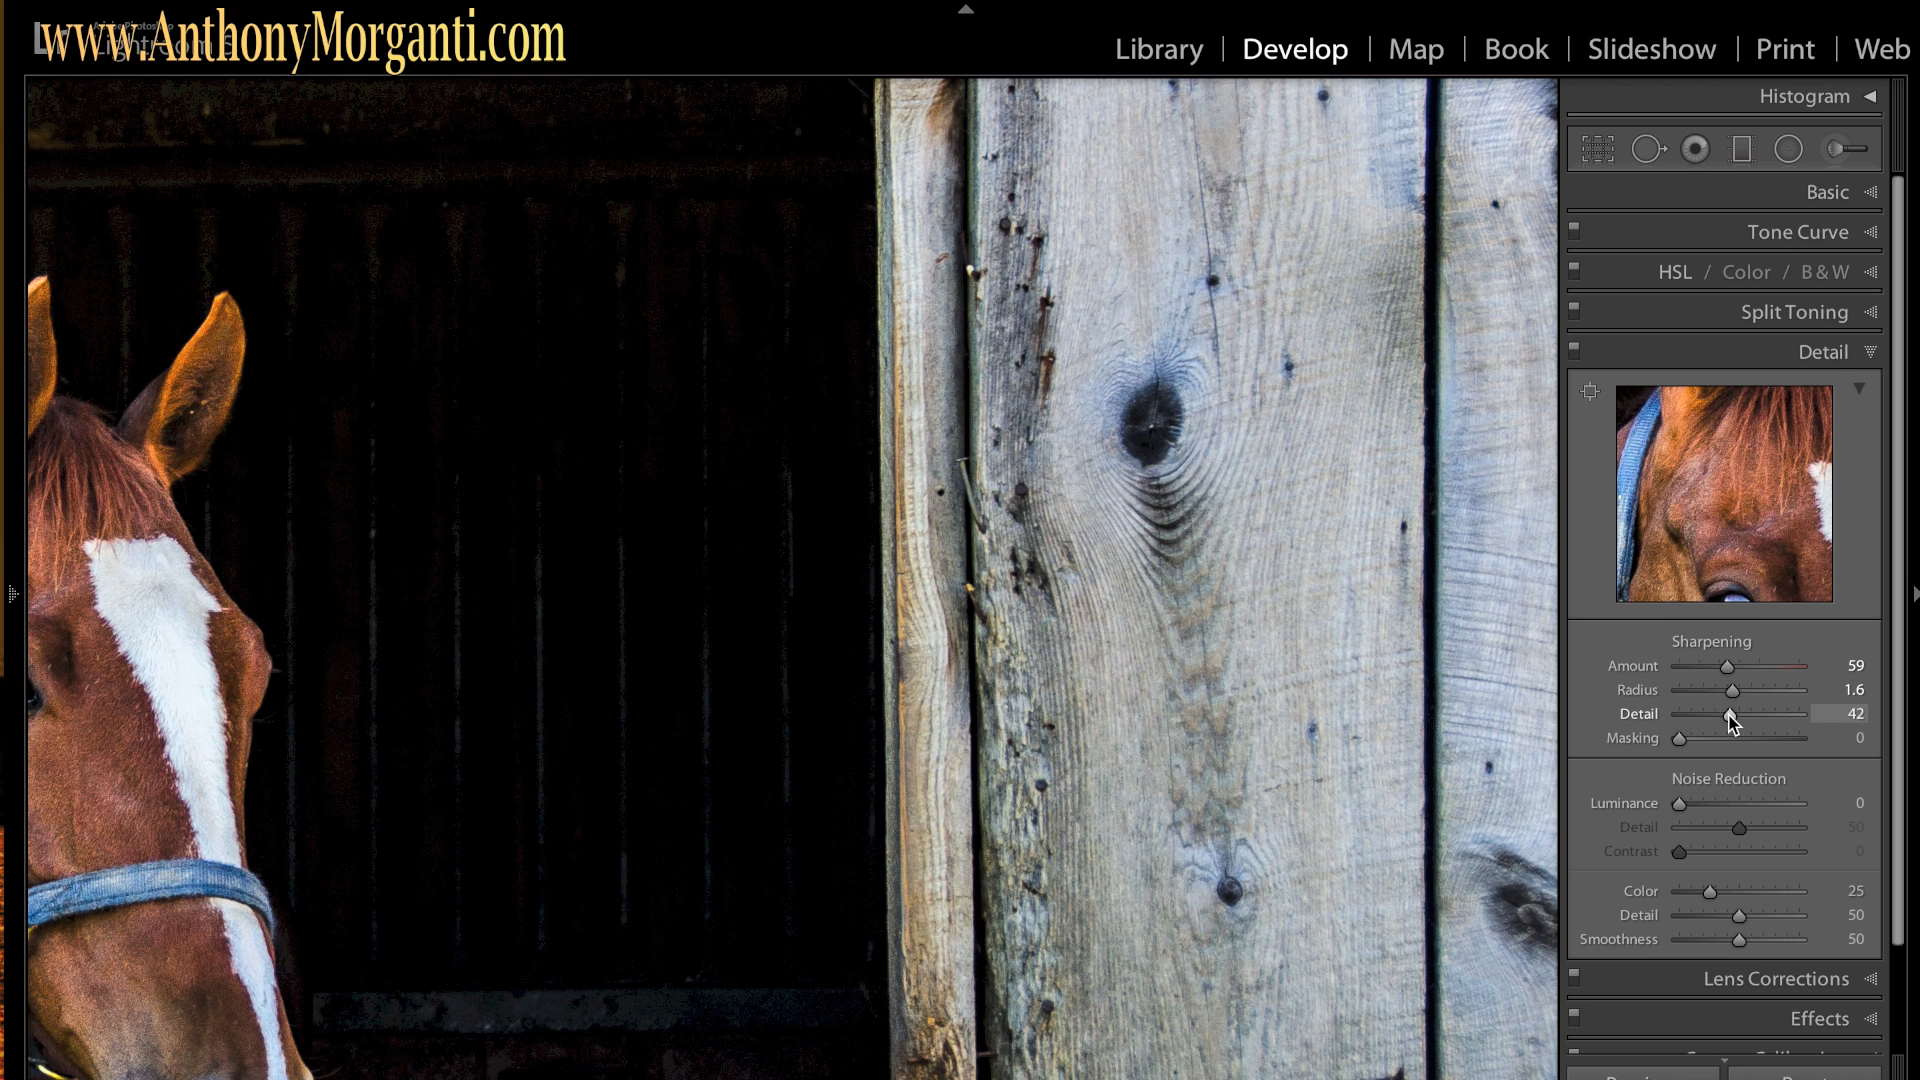 www.AnthonyMorganti.com
Library | Develop | Map | Book | Slideshow | Print | Web
Histogram
Basic
Tone Curve
HSL / Color / B & W
Split Toning
Detail
Sharpening
Amount 59
Radius 1.6
Detail 42
Masking 0
Noise Reduction
Luminance 0
Detail 50
Contrast 0
Color 25
Detail 50
Smoothness 50
Lens Corrections
Effects